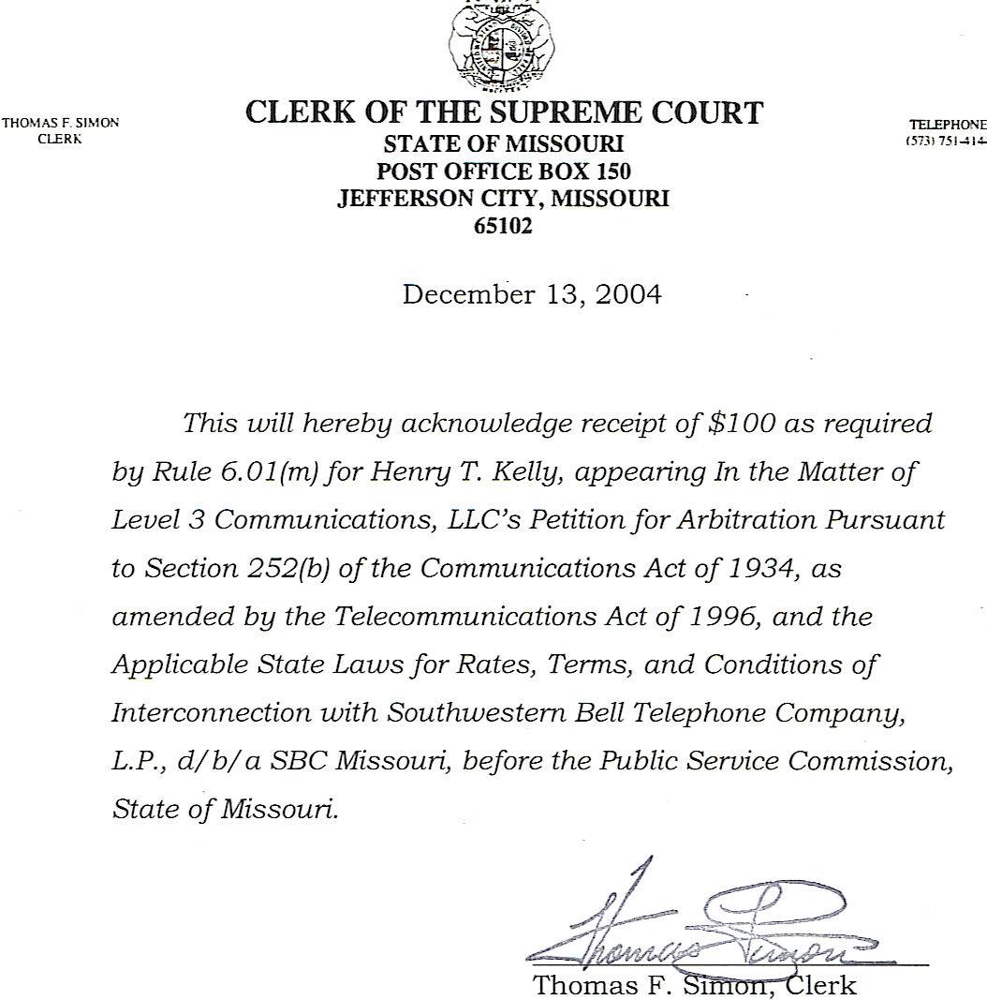 THOMAS F. SIMON
CLERK
CLERK OF THE SUPREME COURT
STATE OF MISSOURI
POST OFFICE BOX 150
JEFFERSON CITY, MISSOURI
65102
TELEPHONE
(573) 751-414
December 13, 2004
This will hereby acknowledge receipt of $100 as required
by Rule 6.01(m) for Henry T. Kelly, appearing In the Matter of
Level 3 Communications, LLC's Petition for Arbitration Pursuant
to Section 252(b) of the Communications Act of 1934, as
amended by the Telecommunications Act of 1996, and the
Applicable State Laws for Rates, Terms, and Conditions of
Interconnection with Southwestern Bell Telephone Company,
L.P., d/b/a SBC Missouri, before the Public Service Commission,
State of Missouri.
Thomas Simon
Thomas F. Simon, Clerk